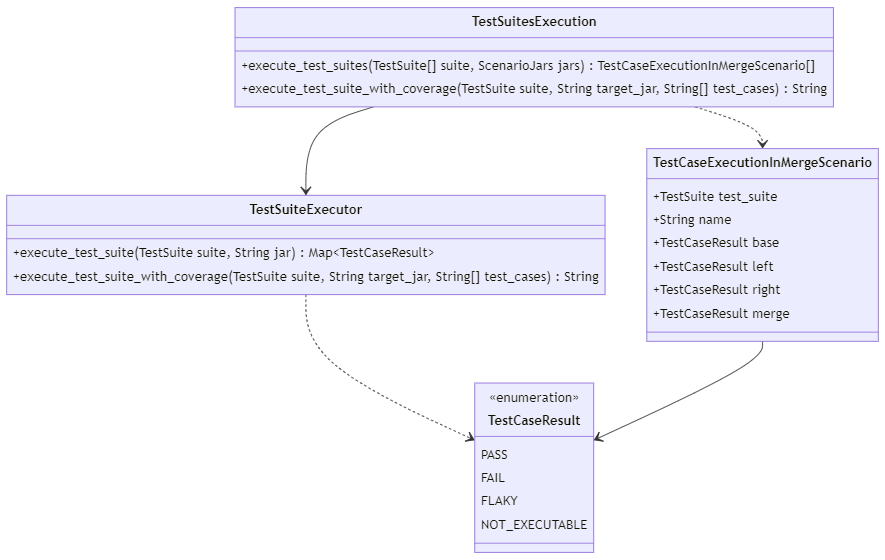 TestSuitesExecution
+execute_test_suites(TestSuite[] suite, ScenarioJars jars) : TestCaseExecutionInMergeScenario[]
+execute_test_suite_with_coverage(TestSuite suite, String target_jar, String[] test_cases) : String
TestCaseExecutionInMergeScenario
+TestSuite test_suite
+String name
+TestCaseResult base
+TestCaseResult left
+TestCaseResult right
+TestCaseResult merge
TestSuiteExecutor
+execute_test_suite(TestSuite suite, String jar) : Map<TestCaseResult>
+execute_test_suite_with_coverage(TestSuite suite, String target_jar, String[] test_cases) : String
«enumeration»
TestCaseResult
PASS
FAIL
FLAKY
NOT_EXECUTABLE